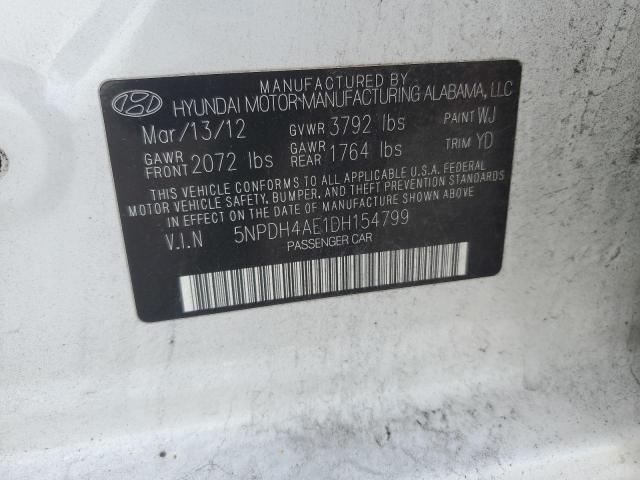 MANUFACTURED BY
HYUNDAI MOTOR MANUFACTURING ALABAMA, LLC
Mar/13/12 GVWR 3792 lbs PAINT WJ
GAWR FRONT 2072 lbs GAWR REAR 1764 lbs TRIM YD
THIS VEHICLE CONFORMS TO ALL APPLICABLE U.S.A. FEDERAL
MOTOR VEHICLE SAFETY, BUMPER, AND THEFT PREVENTION STANDARDS
IN EFFECT ON THE DATE OF MANUFACTURE SHOWN ABOVE.
V.I.N 5NPDH4AE1DH154799
PASSENGER CAR